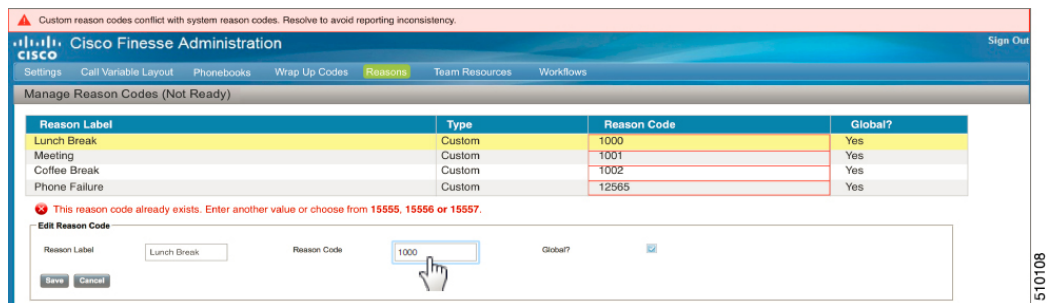 Custom reason codes conflict with system reason codes. Resolve to avoid reporting inconsistency.
CISCO Cisco Finesse Administration Sign Out
Settings Call Variable Layout Phonebooks Wrap Up Codes Reasons Team Resources Workflows
Manage Reason Codes (Not Ready)
Reason Label Type Reason Code Global?
Lunch Break Custom 1000 Yes
Meeting Custom 1001 Yes
Coffee Break Custom 1002 Yes
Phone Failure Custom 12565 Yes
This reason code already exists. Enter another value or choose from 15555, 15556 or 15557.
Edit Reason Code
Reason Label Lunch Break Reason Code 1000 Global?
Save Cancel
510108